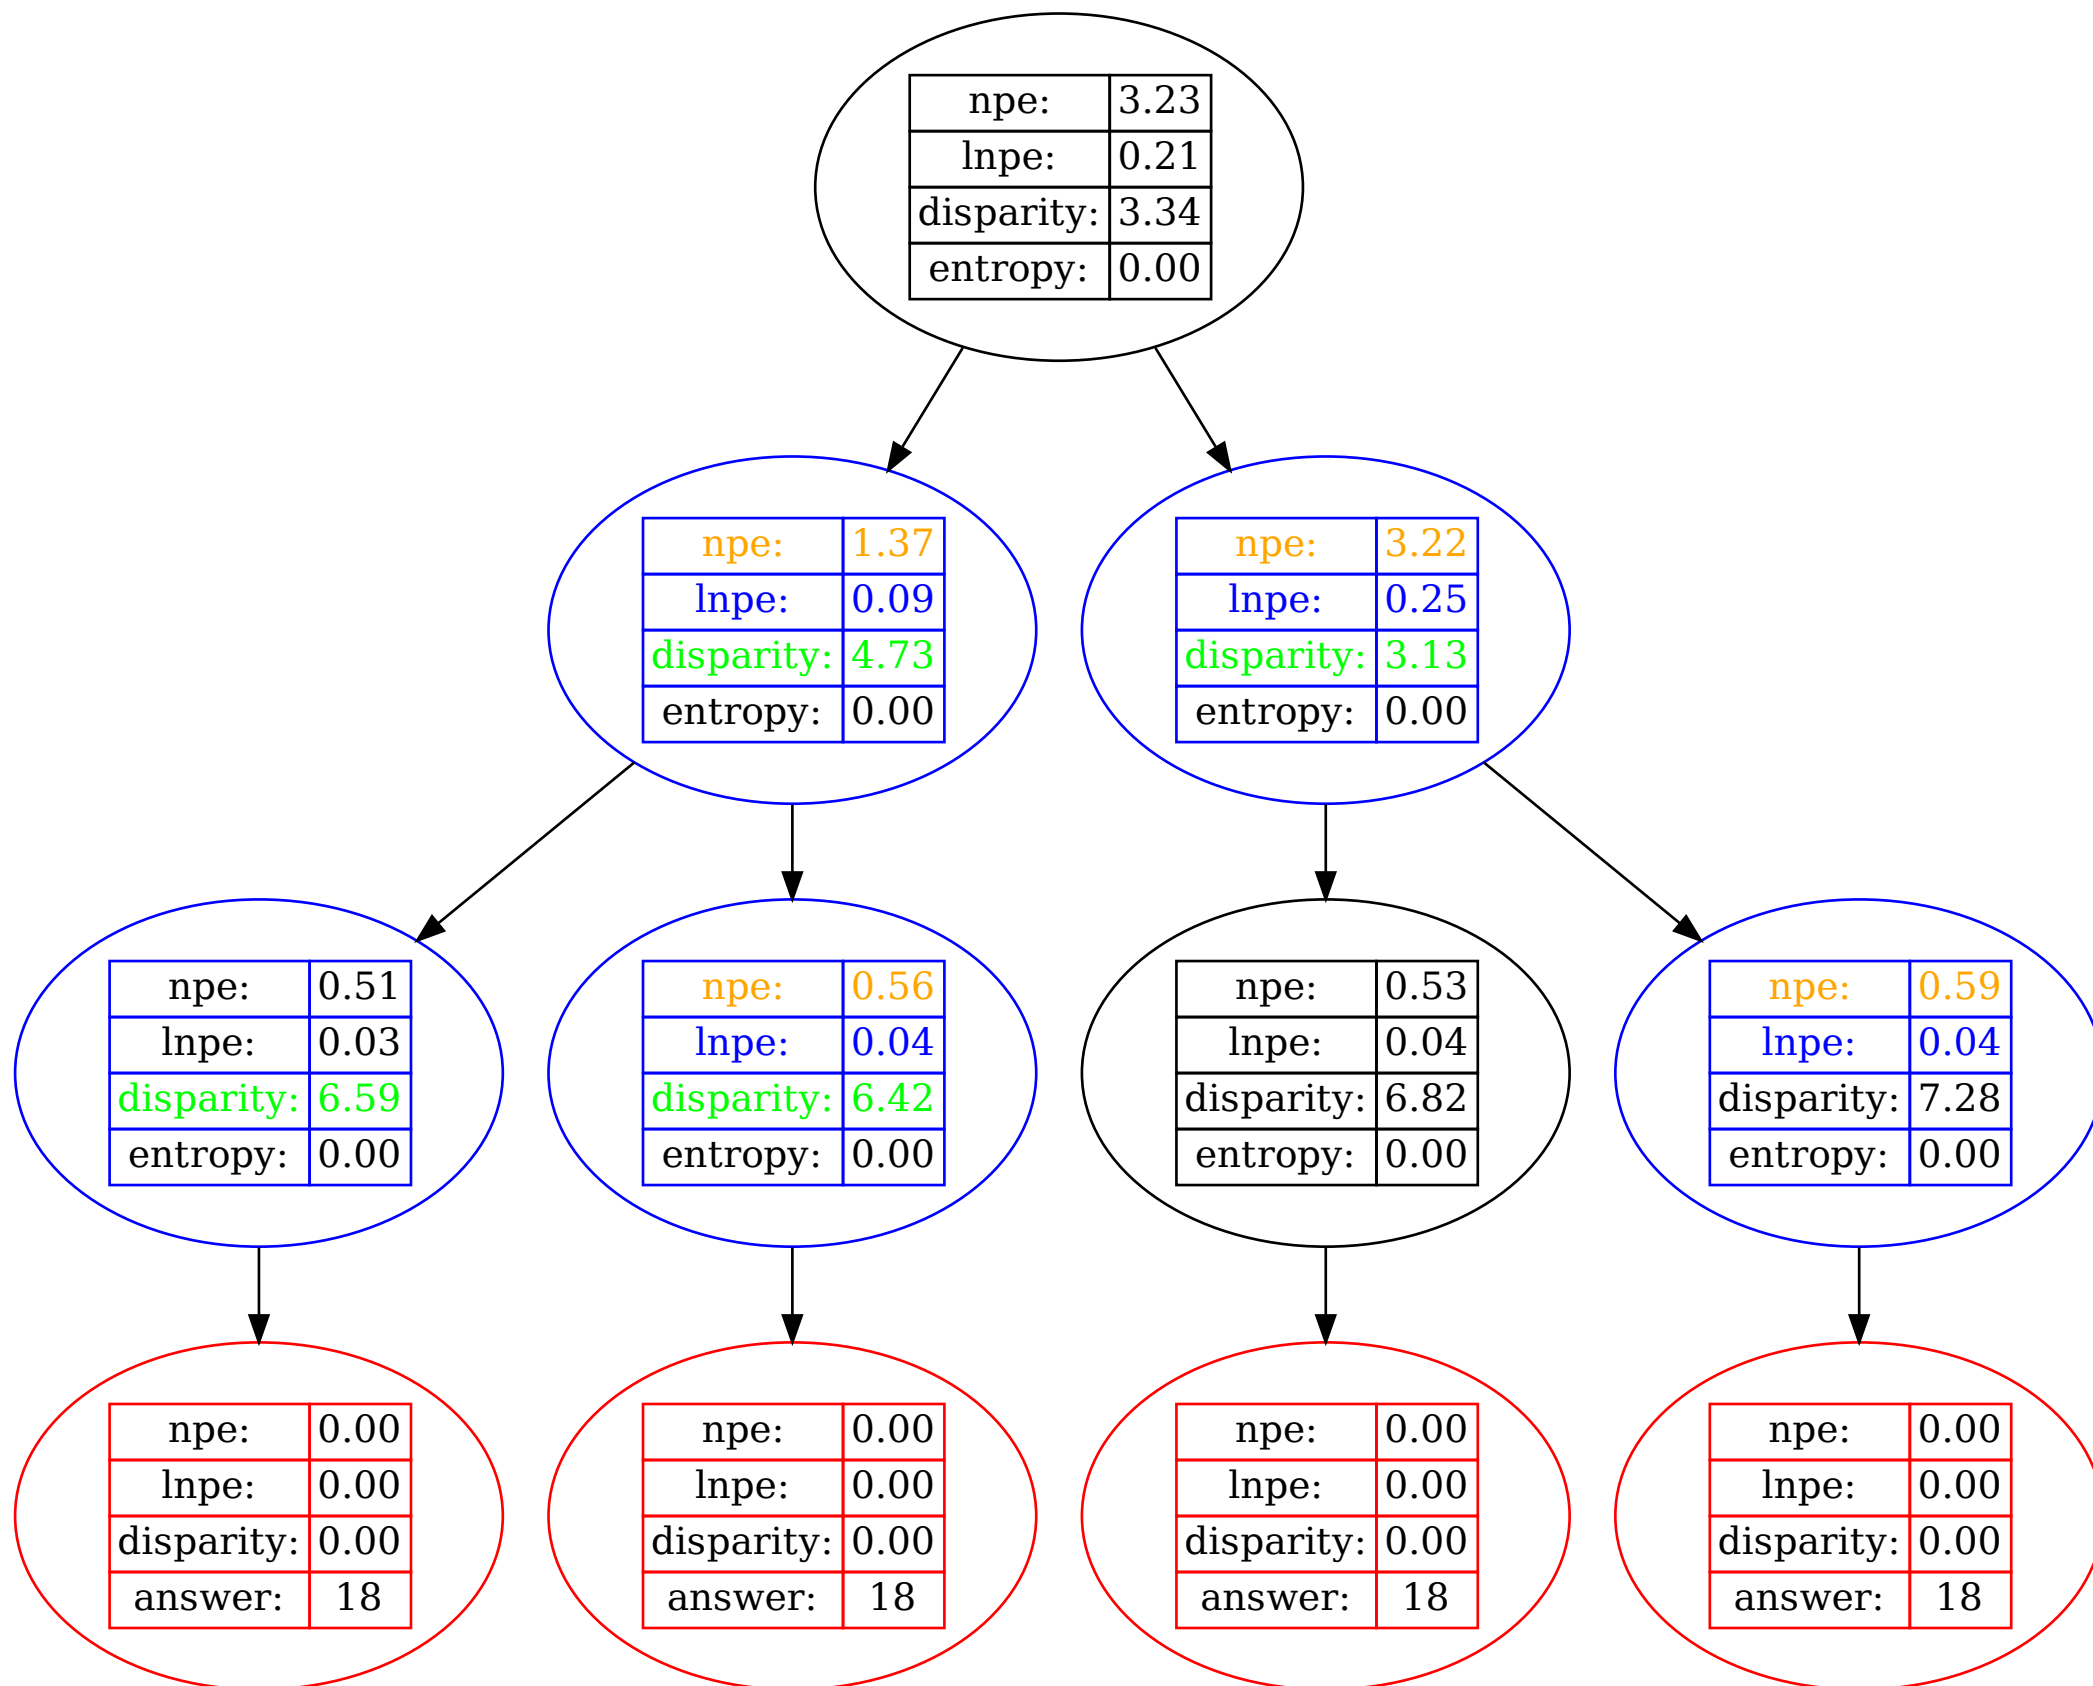 npe: 3.23
lnpe: 0.21
disparity: 3.34
entropy: 0.00
npe: 1.37
lnpe: 0.09
disparity: 4.73
entropy: 0.00
npe: 3.22
lnpe: 0.25
disparity: 3.13
entropy: 0.00
npe: 0.51
lnpe: 0.03
disparity: 6.59
entropy: 0.00
npe: 0.56
lnpe: 0.04
disparity: 6.42
entropy: 0.00
npe: 0.53
lnpe: 0.04
disparity: 6.82
entropy: 0.00
npe: 0.59
lnpe: 0.04
disparity: 7.28
entropy: 0.00
npe: 0.00
lnpe: 0.00
disparity: 0.00
answer: 18
npe: 0.00
lnpe: 0.00
disparity: 0.00
answer: 18
npe: 0.00
lnpe: 0.00
disparity: 0.00
answer: 18
npe: 0.00
lnpe: 0.00
disparity: 0.00
answer: 18